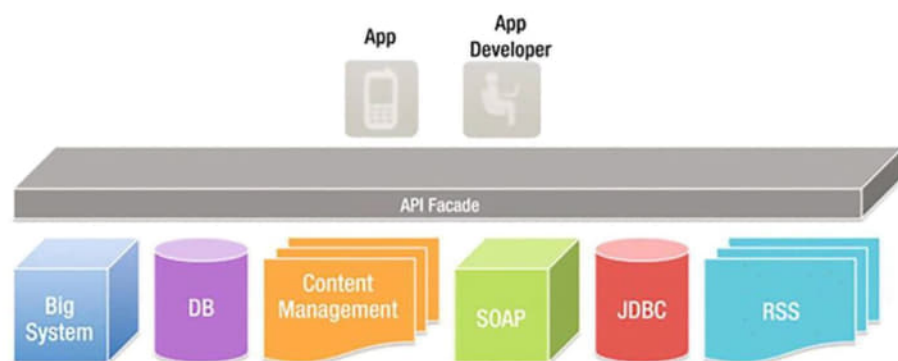 App
App
Developer
API Facade
Big
System
DB
Content
Management
SOAP
JDBC
RSS